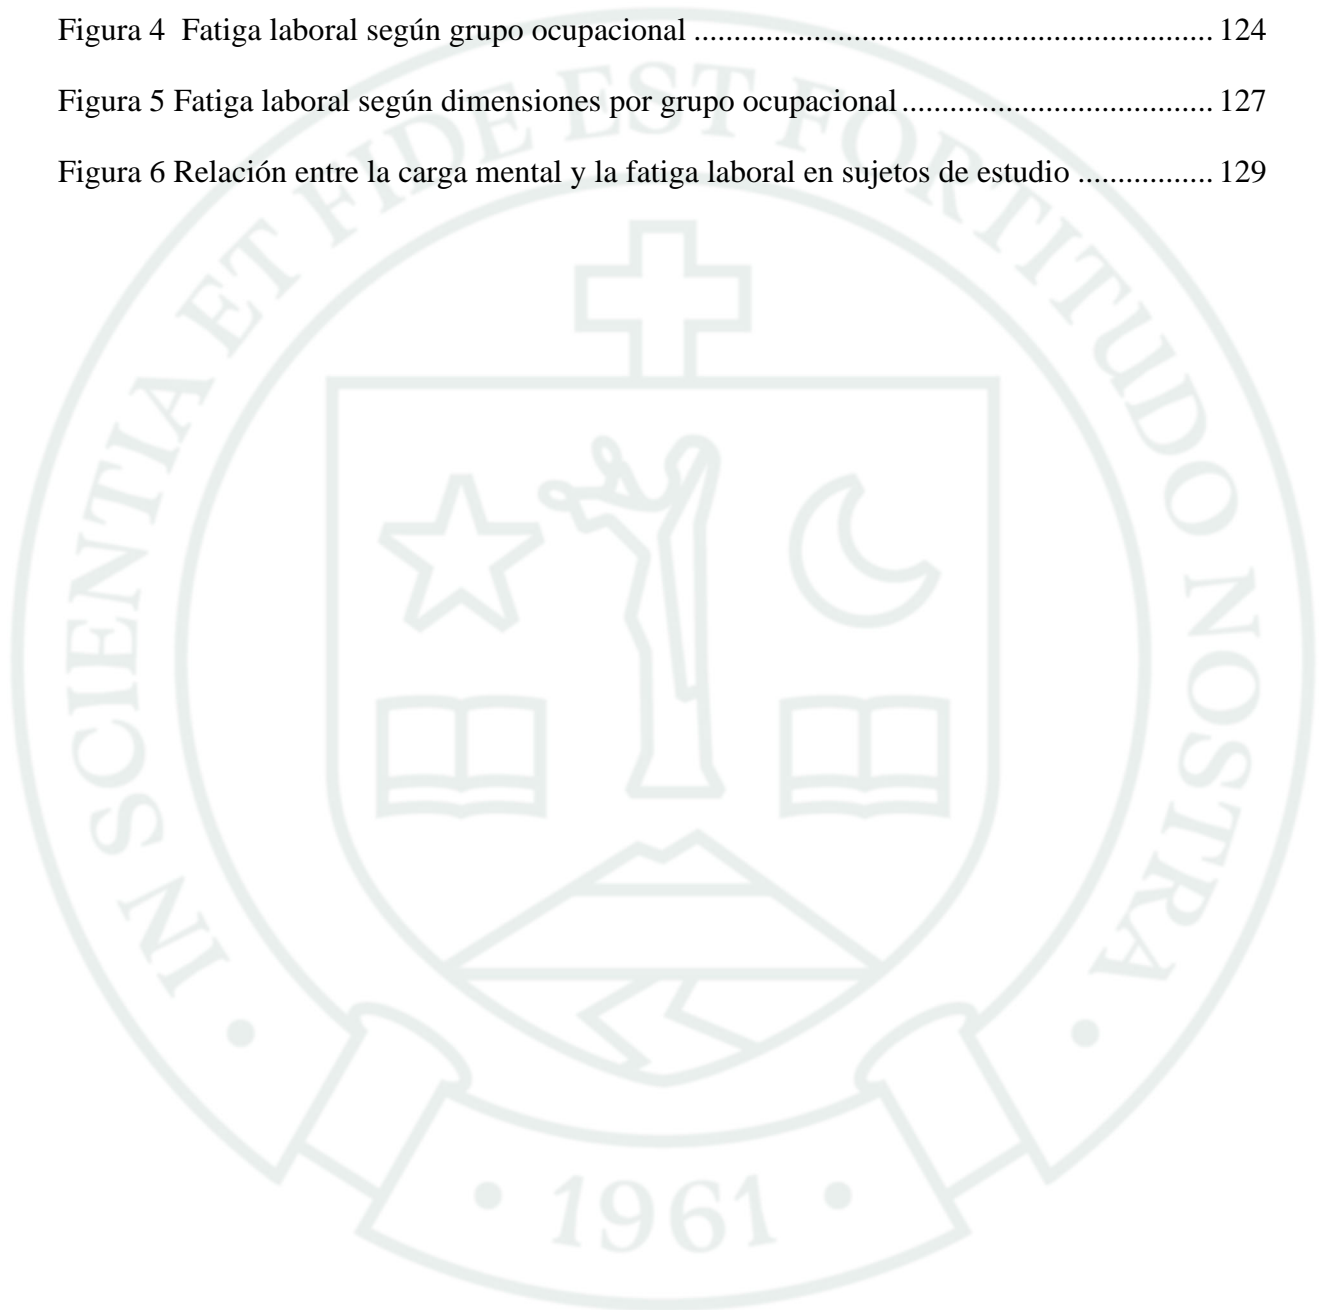 Figura 4  Fatiga laboral según grupo ocupacional .................................................................. 124
Figura 5 Fatiga laboral según dimensiones por grupo ocupacional ....................................... 127
Figura 6 Relación entre la carga mental y la fatiga laboral en sujetos de estudio ................. 129
• IN SCIENTIA ET FIDE EST FORTITUDO NOSTRA •
• 1961 •